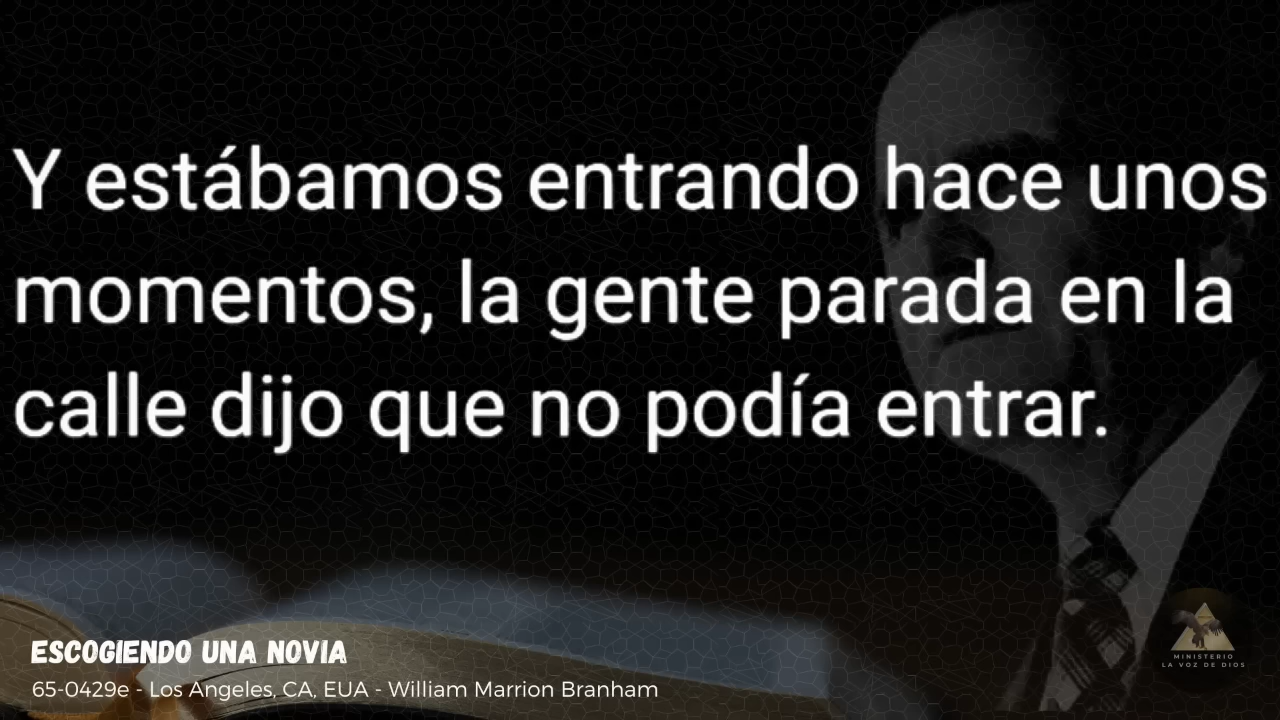 Y estábamos entrando hace unos
momentos, la gente parada en la
calle dijo que no podía entrar.
ESCOGIENDO UNA NOVIA
65-0429e - Los Angeles, CA, EUA - William Marrion Branham
MINISTERIO
LA VOZ DE DIOS